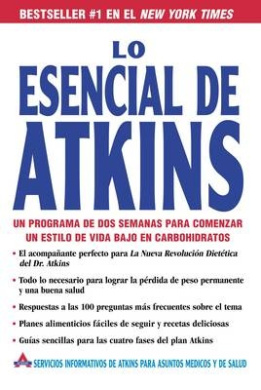 BESTSELLER #1 EN EL NEW YORK TIMES
LO
ESENCIAL DE
ATKINS
UN PROGRAMA DE DOS SEMANAS PARA COMENZAR
UN ESTILO DE VIDA BAJO EN CARBOHIDRATOS
• El acompañante perfecto para La Nueva Revolución Dietética
del Dr. Atkins
• Todo lo necesario para lograr la pérdida de peso permanente
y una buena salud
• Respuestas a las 100 preguntas más frecuentes sobre el tema
• Planes alimenticios fáciles de seguir y recetas deliciosas
• Guías sencillas para las cuatro fases del plan Atkins
SERVICIOS INFORMATIVOS DE ATKINS PARA ASUNTOS MEDICOS Y DE SALUD